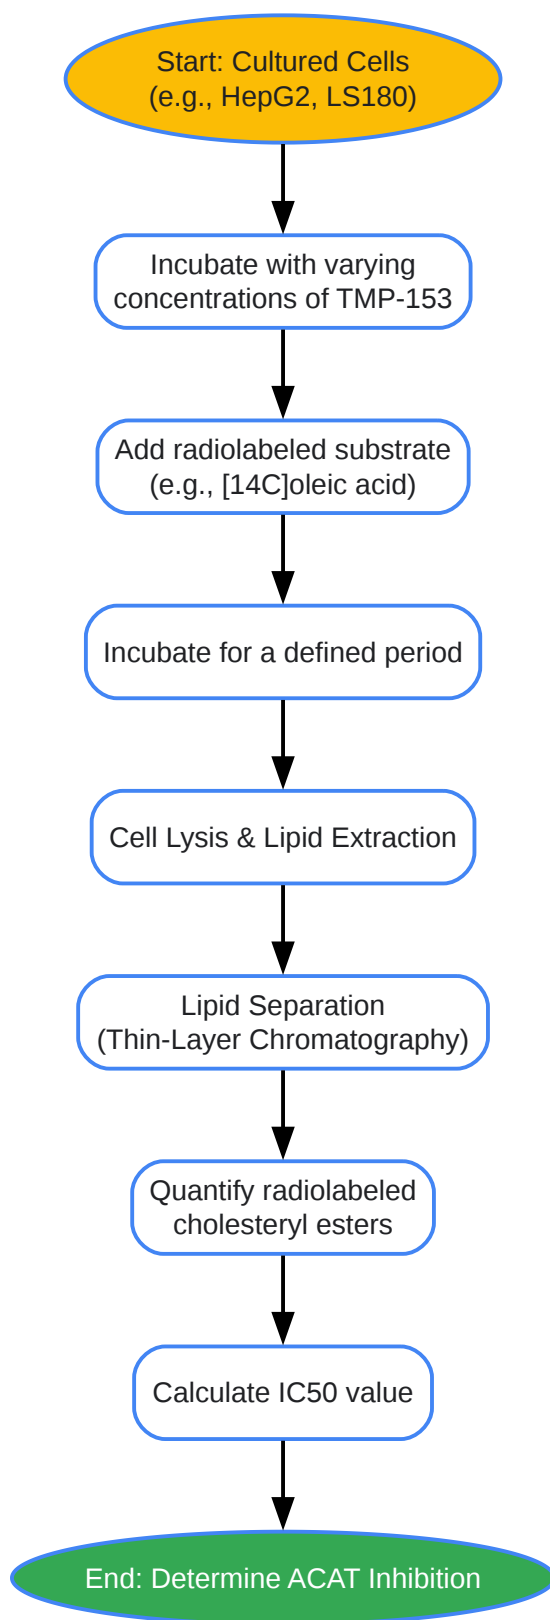 Start: Cultured Cells
(e.g., HepG2, LS180)
Incubate with varying
concentrations of TMP-153
Add radiolabeled substrate
(e.g., [14C]oleic acid)
Incubate for a defined period
Cell Lysis & Lipid Extraction
Lipid Separation
(Thin-Layer Chromatography)
Quantify radiolabeled
cholesteryl esters
Calculate IC50 value
End: Determine ACAT Inhibition